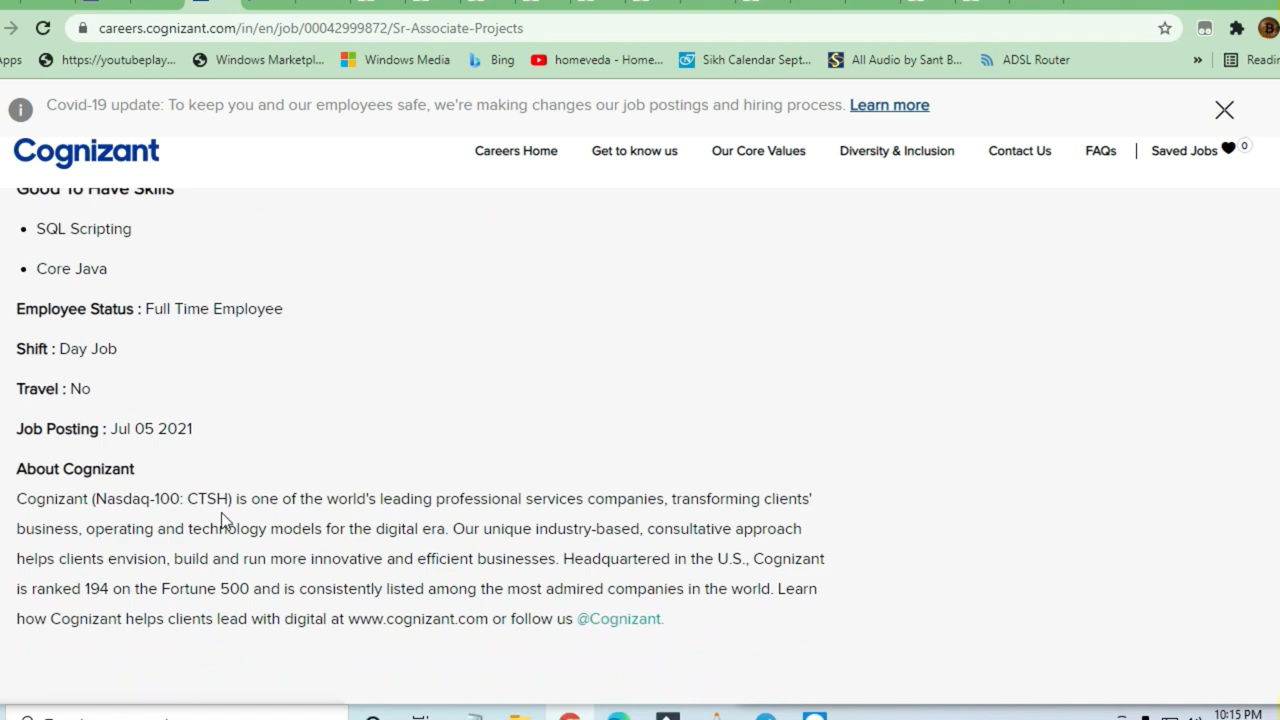 careers.cognizant.com/in/en/job/00042999872/Sr-Associate-Projects
Apps https://youtubeplay... Windows Marketpl... Windows Media Bing homeveda - Home... Sikh Calendar Sept... All Audio by Sant B... ADSL Router »
Covid-19 update: To keep you and our employees safe, we're making changes our job postings and hiring process. Learn more
Cognizant Careers Home Get to know us Our Core Values Diversity & Inclusion Contact Us FAQs | Saved Jobs 0
Good To Have Skills
• SQL Scripting
• Core Java
Employee Status : Full Time Employee
Shift : Day Job
Travel : No
Job Posting : Jul 05 2021
About Cognizant
Cognizant (Nasdaq-100: CTSH) is one of the world's leading professional services companies, transforming clients'
business, operating and technology models for the digital era. Our unique industry-based, consultative approach
helps clients envision, build and run more innovative and efficient businesses. Headquartered in the U.S., Cognizant
is ranked 194 on the Fortune 500 and is consistently listed among the most admired companies in the world. Learn
how Cognizant helps clients lead with digital at www.cognizant.com or follow us @Cognizant.
10:15 PM